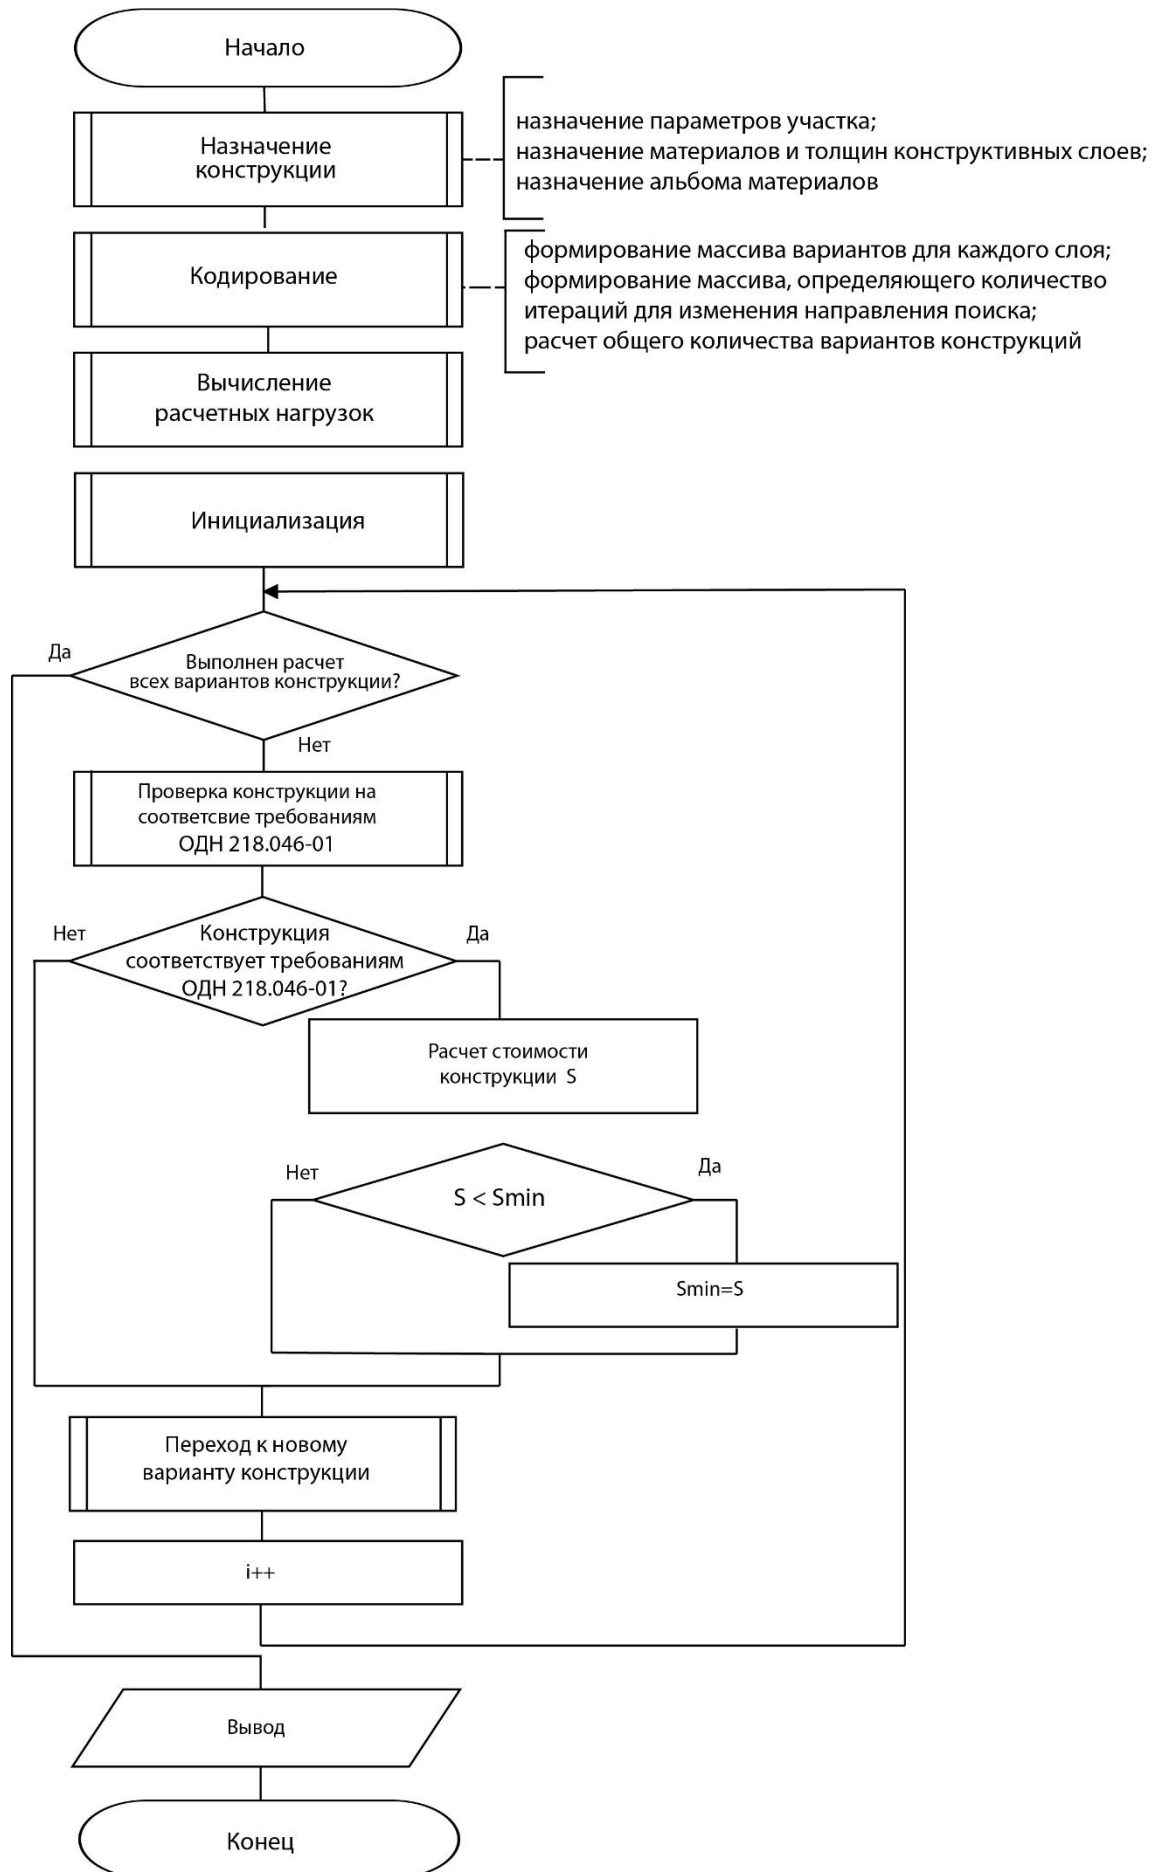 Начало
Назначение
конструкции
назначение параметров участка;
назначение материалов и толщин конструктивных слоев;
назначение альбома материалов
Кодирование
формирование массива вариантов для каждого слоя;
формирование массива, определяющего количество
итераций для изменения направления поиска;
расчет общего количества вариантов конструкций
Вычисление
расчетных нагрузок
Инициализация
Да
Выполнен расчет
всех вариантов конструкции?
Нет
Проверка конструкции на
соответсвие требованиям
ОДН 218.046-01
Нет
Конструкция
соответствует требованиям
ОДН 218.046-01?
Да
Расчет стоимости
конструкции S
Нет
S < Smin
Да
Smin=S
Переход к новому
варианту конструкции
i++
Вывод
Конец